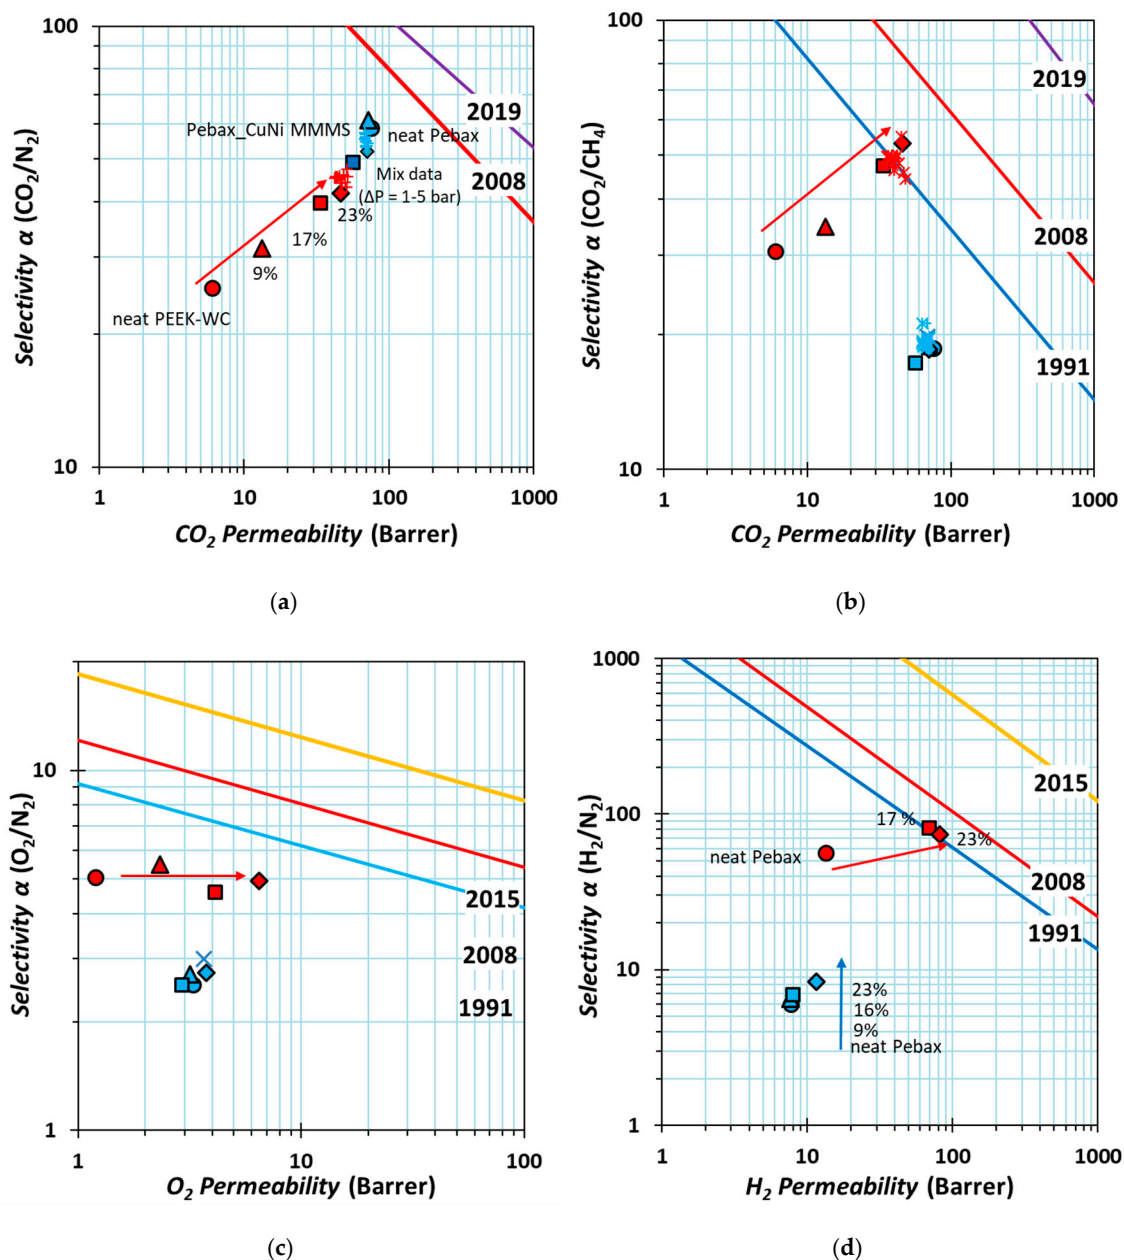 100
Selectivity α (CO2/N2)
2019
Pebax_CuNi MMMS
neat Pebax
2008
Mix data
(ΔP = 1-5 bar)
23%
17%
9%
neat PEEK-WC
10
1
10
100
1000
CO2 Permeability (Barrer)
(a)
100
Selectivity α (CO2/CH4)
2019
2008
1991
10
1
10
100
1000
CO2 Permeability (Barrer)
(b)
Selectivity α (O2/N2)
10
2015
2008
1991
1
1
10
100
O2 Permeability (Barrer)
(c)
1000
Selectivity α (H2/N2)
2015
100
17 %
23%
neat Pebax
2008
1991
10
23%
16%
9%
neat Pebax
1
1
10
100
1000
H2 Permeability (Barrer)
(d)